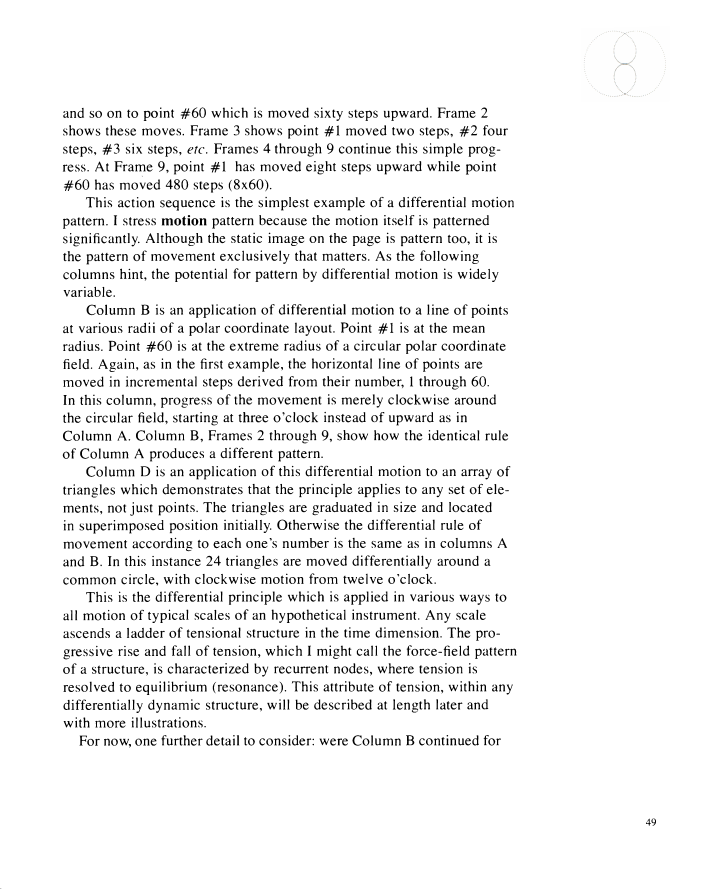 and so on to point #60 which is moved sixty steps upward. Frame 2
shows these moves. Frame 3 shows point #1 moved two steps, #2 four
steps, #3 six steps, etc. Frames 4 through 9 continue this simple prog-
ress. At Frame 9, point #1 has moved eight steps upward while point
#60 has moved 480 steps (8x60).
This action sequence is the simplest example of a differential motion
pattern. I stress motion pattern because the motion itself is patterned
significantly. Although the static image on the page is pattern too, it is
the pattern of movement exclusively that matters. As the following
columns hint, the potential for pattern by differential motion is widely
variable.
Column B is an application of differential motion to a line of points
at various radii of a polar coordinate layout. Point #1 is at the mean
radius. Point #60 is at the extreme radius of a circular polar coordinate
field. Again, as in the first example, the horizontal line of points are
moved in incremental steps derived from their number, 1 through 60.
In this column, progress of the movement is merely clockwise around
the circular field, starting at three o'clock instead of upward as in
Column A. Column B, Frames 2 through 9, show how the identical rule
of Column A produces a different pattern.
Column D is an application of this differential motion to an array of
triangles which demonstrates that the principle applies to any set of ele-
ments, not just points. The triangles are graduated in size and located
in superimposed position initially. Otherwise the differential rule of
movement according to each one's number is the same as in columns A
and B. In this instance 24 triangles are moved differentially around a
common circle, with clockwise motion from twelve o'clock.
This is the differential principle which is applied in various ways to
all motion of typical scales of an hypothetical instrument. Any scale
ascends a ladder of tensional structure in the time dimension. The pro-
gressive rise and fall of tension, which I might call the force-field pattern
of a structure, is characterized by recurrent nodes, where tension is
resolved to equilibrium (resonance). This attribute of tension, within any
differentially dynamic structure, will be described at length later and
with more illustrations.
For now, one further detail to consider: were Column B continued for
49